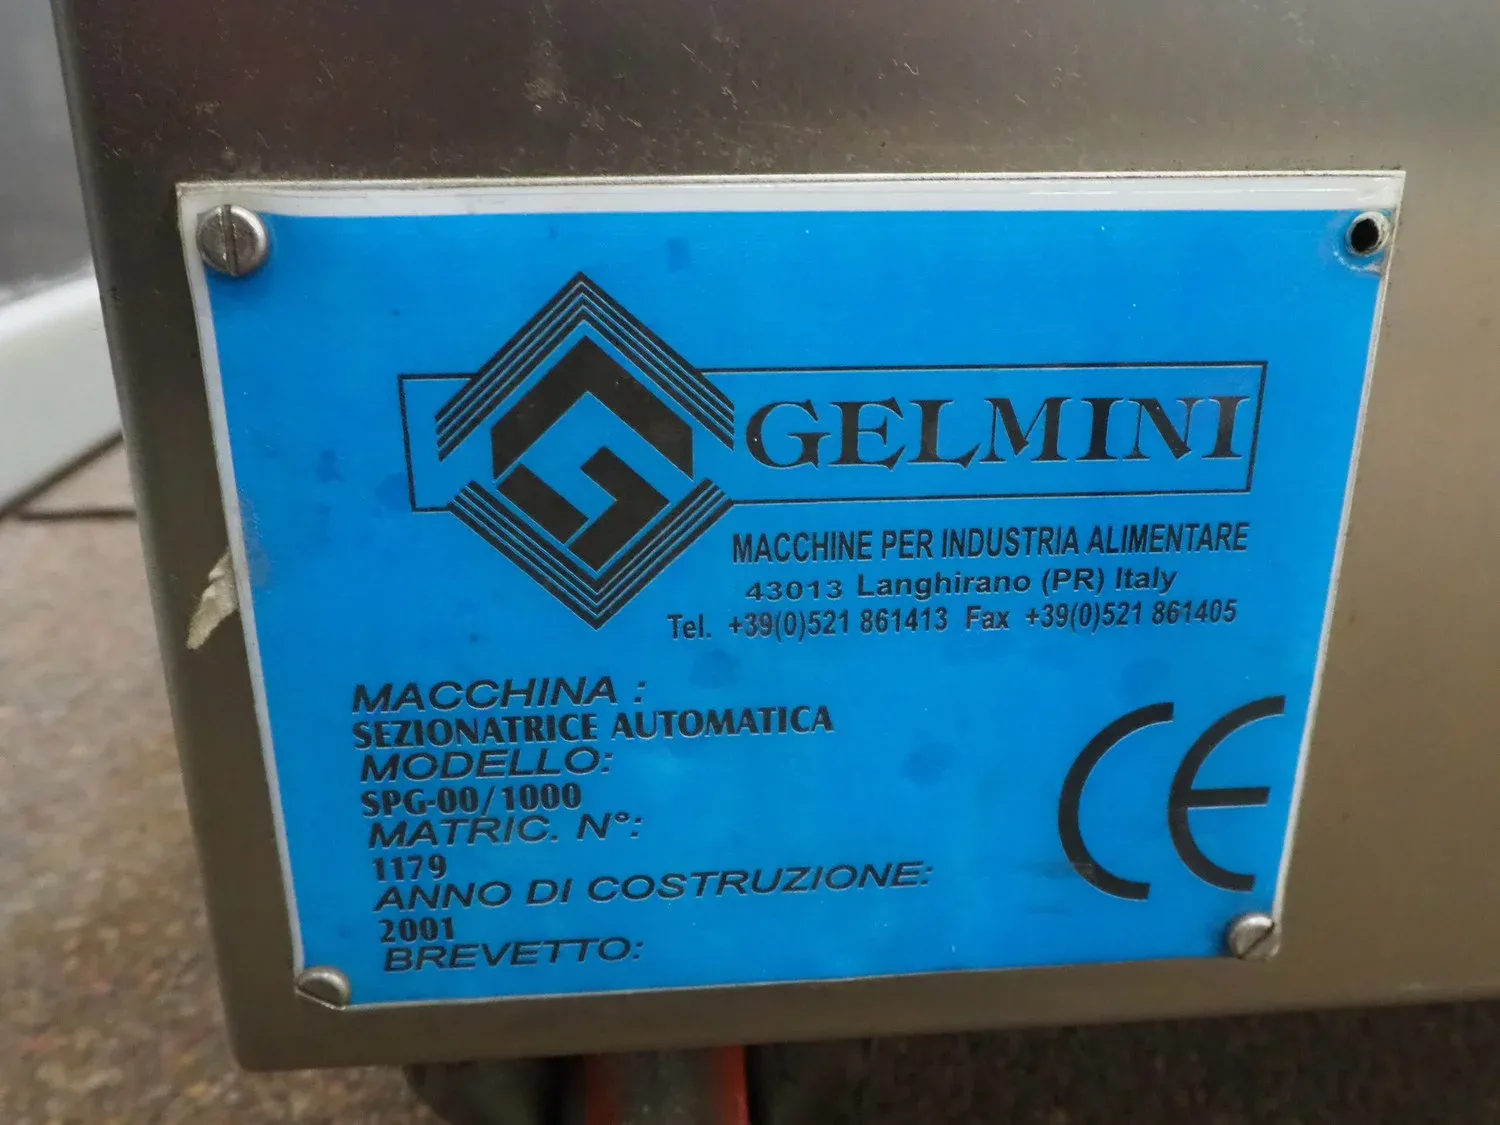 GELMINI
MACCHINE PER INDUSTRIA ALIMENTARE
43013 Langhirano (PR) Italy
Tel. +39(0)521 861413 Fax +39(0)521 861405
MACCHINA :
SEZIONATRICE AUTOMATICA
MODELLO:
SPG-00/1000
MATRIC. N°:
1179
ANNO DI COSTRUZIONE:
2001
BREVETTO:
CE